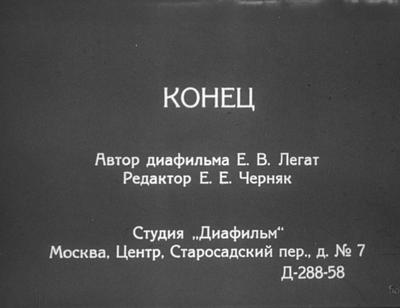 КОНЕЦ
Автор диафильма Е. В. Легат
Редактор Е. Е. Черняк
Студия „Диафильм“
Москва, Центр, Старосадский пер., д. № 7
Д-288-58